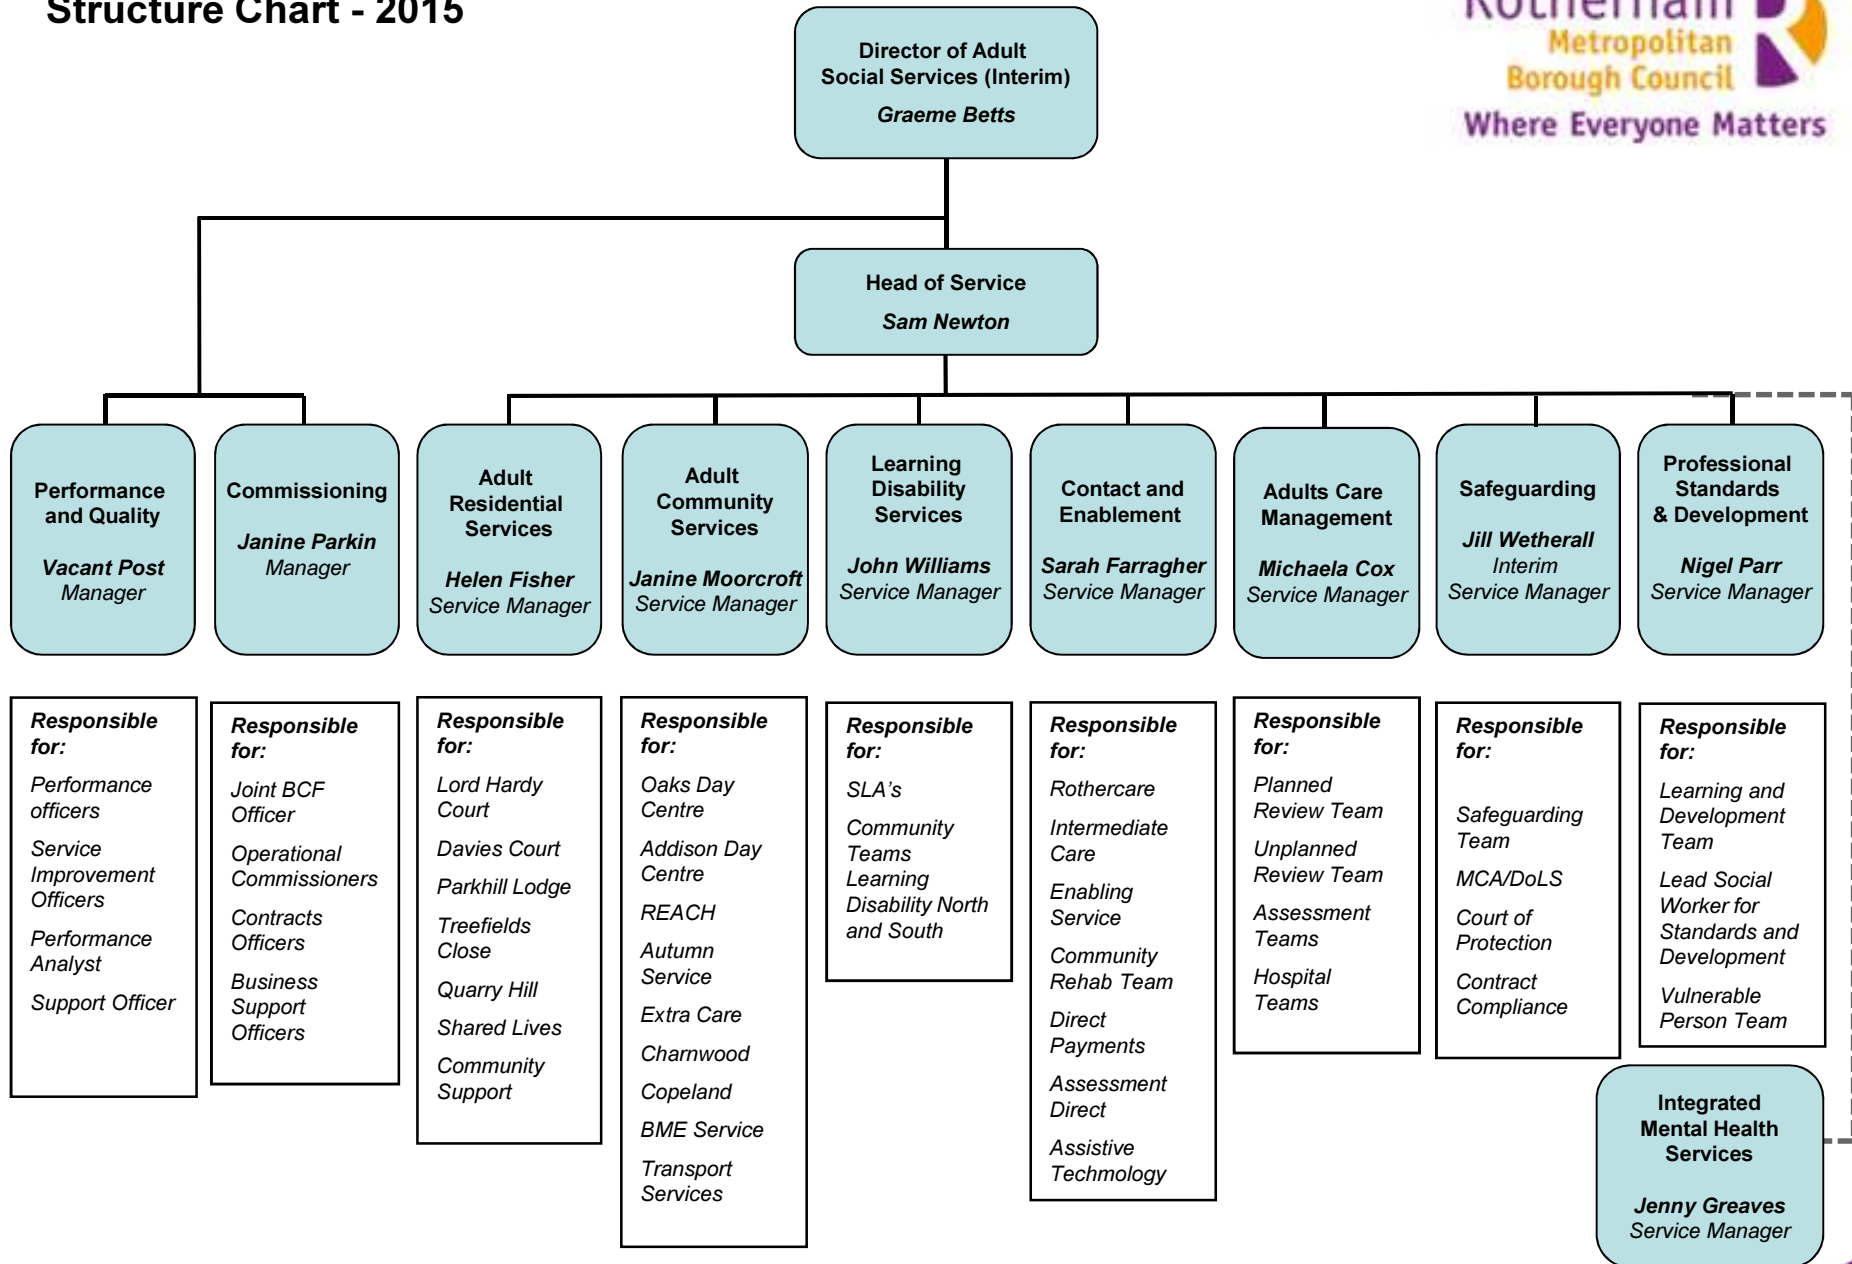 Structure Chart - 2015
Rotherham
Metropolitan
Borough Council
Where Everyone Matters
Director of Adult
Social Services (Interim)
Graeme Betts
Head of Service
Sam Newton
Performance
and Quality
Vacant Post
Manager
Commissioning
Janine Parkin
Manager
Adult
Residential
Services
Helen Fisher
Service Manager
Adult
Community
Services
Janine Moorcroft
Service Manager
Learning
Disability
Services
John Williams
Service Manager
Contact and
Enablement
Sarah Farragher
Service Manager
Adults Care
Management
Michaela Cox
Service Manager
Safeguarding
Jill Wetherall
Interim
Service Manager
Professional
Standards
& Development
Nigel Parr
Service Manager
Responsible
for:
Performance
officers
Service
Improvement
Officers
Performance
Analyst
Support Officer
Responsible
for:
Joint BCF
Officer
Operational
Commissioners
Contracts
Officers
Business
Support
Officers
Responsible
for:
Lord Hardy
Court
Davies Court
Parkhill Lodge
Treefields
Close
Quarry Hill
Shared Lives
Community
Support
Responsible
for:
Oaks Day
Centre
Addison Day
Centre
REACH
Autumn
Service
Extra Care
Charnwood
Copeland
BME Service
Transport
Services
Responsible
for:
SLA's
Community
Teams
Learning
Disability North
and South
Responsible
for:
Rothercare
Intermediate
Care
Enabling
Service
Community
Rehab Team
Direct
Payments
Assessment
Direct
Assistive
Technology
Responsible
for:
Planned
Review Team
Unplanned
Review Team
Assessment
Teams
Hospital
Teams
Responsible
for:
Safeguarding
Team
MCA/DoLS
Court of
Protection
Contract
Compliance
Responsible
for:
Learning and
Development
Team
Lead Social
Worker for
Standards and
Development
Vulnerable
Person Team
Integrated
Mental Health
Services
Jenny Greaves
Service Manager